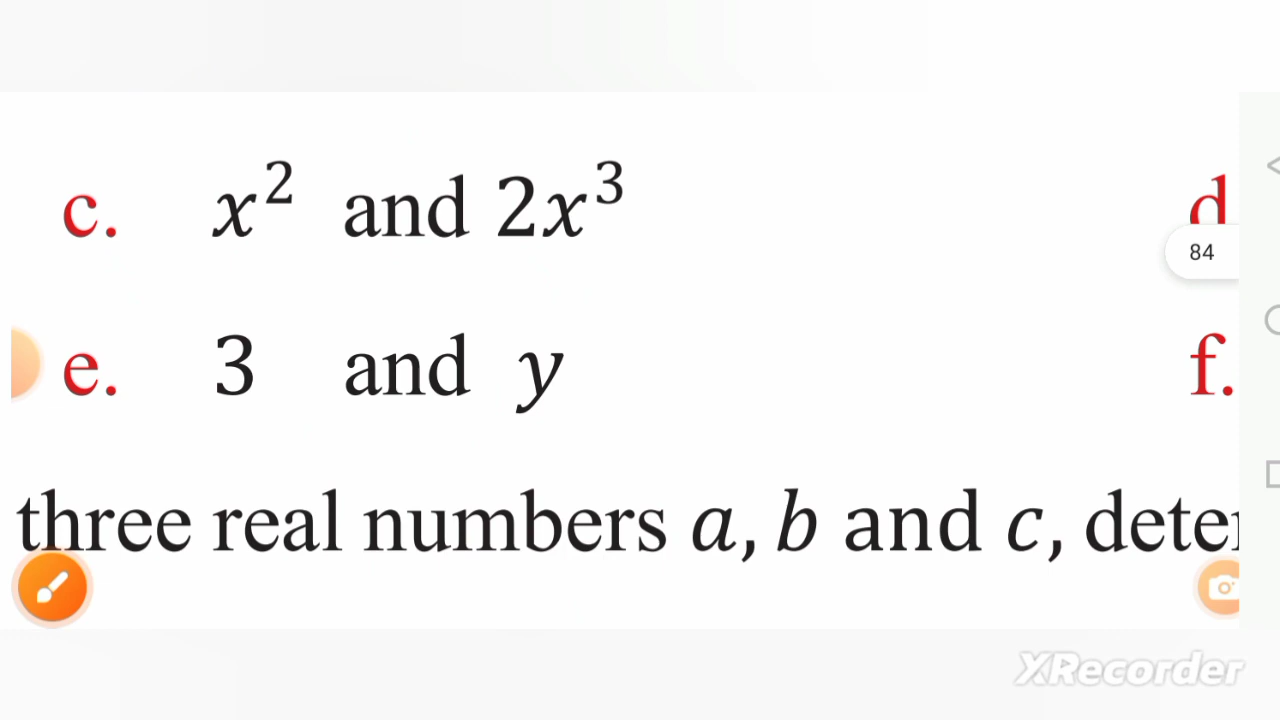 c. x² and 2x³ d
84
e. 3 and y f.
three real numbers a, b and c,
XRecorder